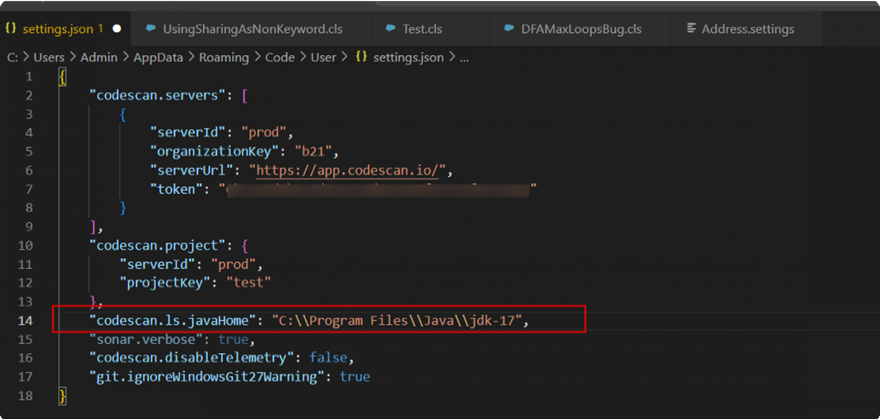 settings.json 1
UsingSharingAsNonKeyword.cls
Test.cls
DFAMaxLoopsBug.cls
Address.settings
C: > Users > Admin > AppData > Roaming > Code > User > {} settings.json > ...
1 {
2 "codescan.servers": [
3 {
4 "serverId": "prod",
5 "organizationKey": "b21",
6 "serverUrl": "https://app.codescan.io/",
7 "token": " "
8 }
9 ],
10 "codescan.project": {
11 "serverId": "prod",
12 "projectKey": "test"
13 },
14 "codescan.ls.javaHome": "C:\\Program Files\\Java\\jdk-17",
15 "sonar.verbose": true,
16 "codescan.disableTelemetry": false,
17 "git.ignoreWindowsGit27Warning": true
18 }